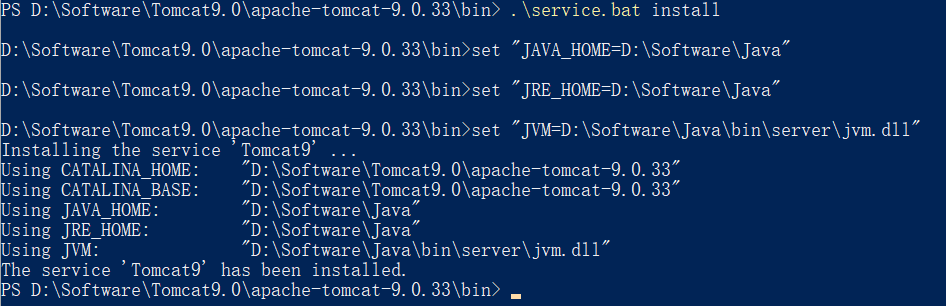 PS D:\Software\Tomcat9.0\apache-tomcat-9.0.33\bin> .\service.bat install
D:\Software\Tomcat9.0\apache-tomcat-9.0.33\bin>set "JAVA_HOME=D:\Software\Java"
D:\Software\Tomcat9.0\apache-tomcat-9.0.33\bin>set "JRE_HOME=D:\Software\Java"
D:\Software\Tomcat9.0\apache-tomcat-9.0.33\bin>set "JVM=D:\Software\Java\bin\server\jvm.dll"
Installing the service 'Tomcat9' ...
Using CATALINA_HOME:    "D:\Software\Tomcat9.0\apache-tomcat-9.0.33"
Using CATALINA_BASE:    "D:\Software\Tomcat9.0\apache-tomcat-9.0.33"
Using JAVA_HOME:        "D:\Software\Java"
Using JRE_HOME:         "D:\Software\Java"
Using JVM:              "D:\Software\Java\bin\server\jvm.dll"
The service 'Tomcat9' has been installed.
PS D:\Software\Tomcat9.0\apache-tomcat-9.0.33\bin>